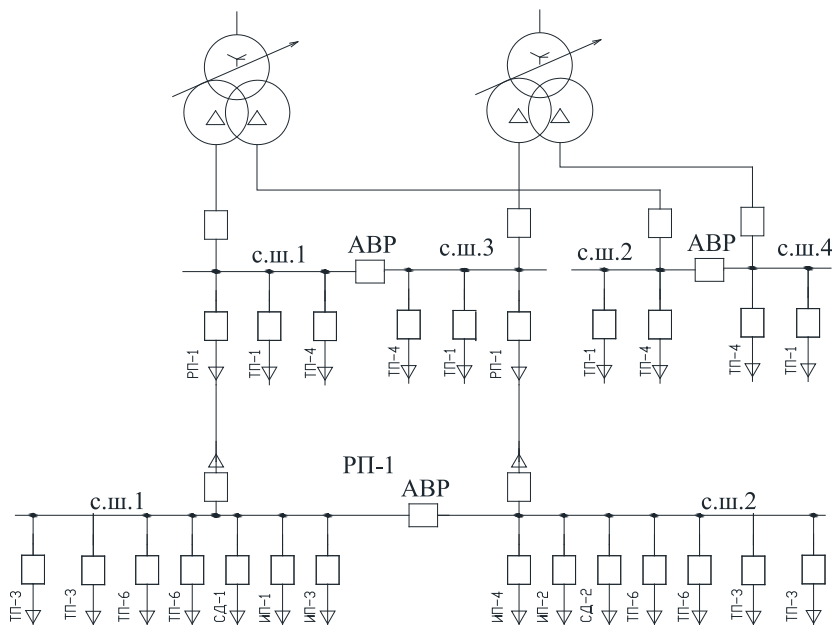 АВР
АВР
с.ш.1
с.ш.3
с.ш.2
с.ш.4
РП-1
ТП-1
ТП-4
ТП-4
ТП-1
РП-1
ТП-1
ТП-4
ТП-4
ТП-1
РП-1
АВР
с.ш.1
с.ш.2
ТП-3
ТП-3
ТП-6
ТП-6
СД-1
ИП-1
ИП-3
ИП-4
ИП-2
СД-2
ТП-6
ТП-6
ТП-3
ТП-3